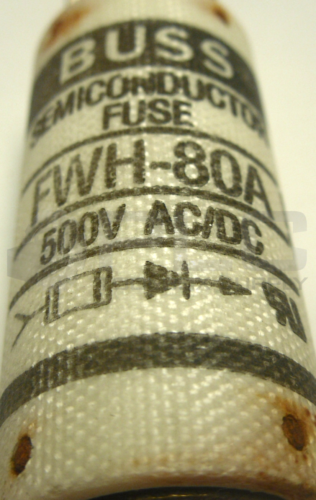 BUSS
SEMICONDUCTOR
FUSE
FWH-80A
500V AC/DC